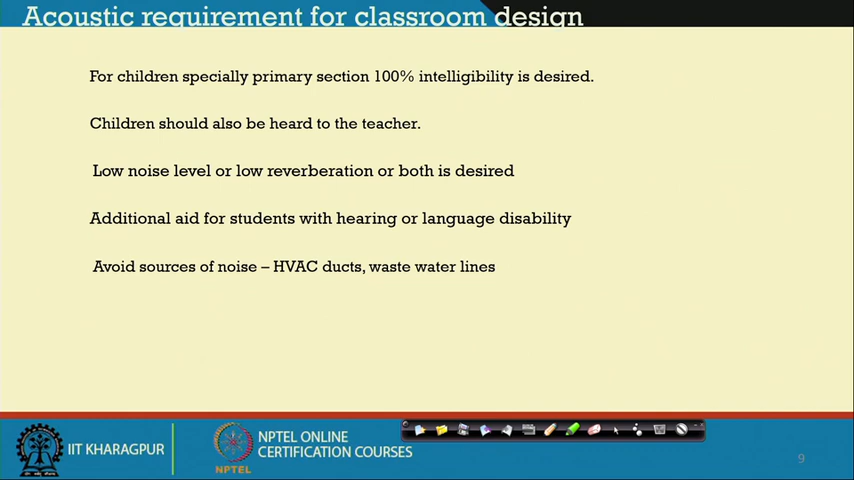 Acoustic requirement for classroom design
For children specially primary section 100% intelligibility is desired.
Children should also be heard to the teacher.
Low noise level or low reverberation or both is desired
Additional aid for students with hearing or language disability
Avoid sources of noise – HVAC ducts, waste water lines
IIT KHARAGPUR
NPTEL
NPTEL ONLINE
CERTIFICATION COURSES
9